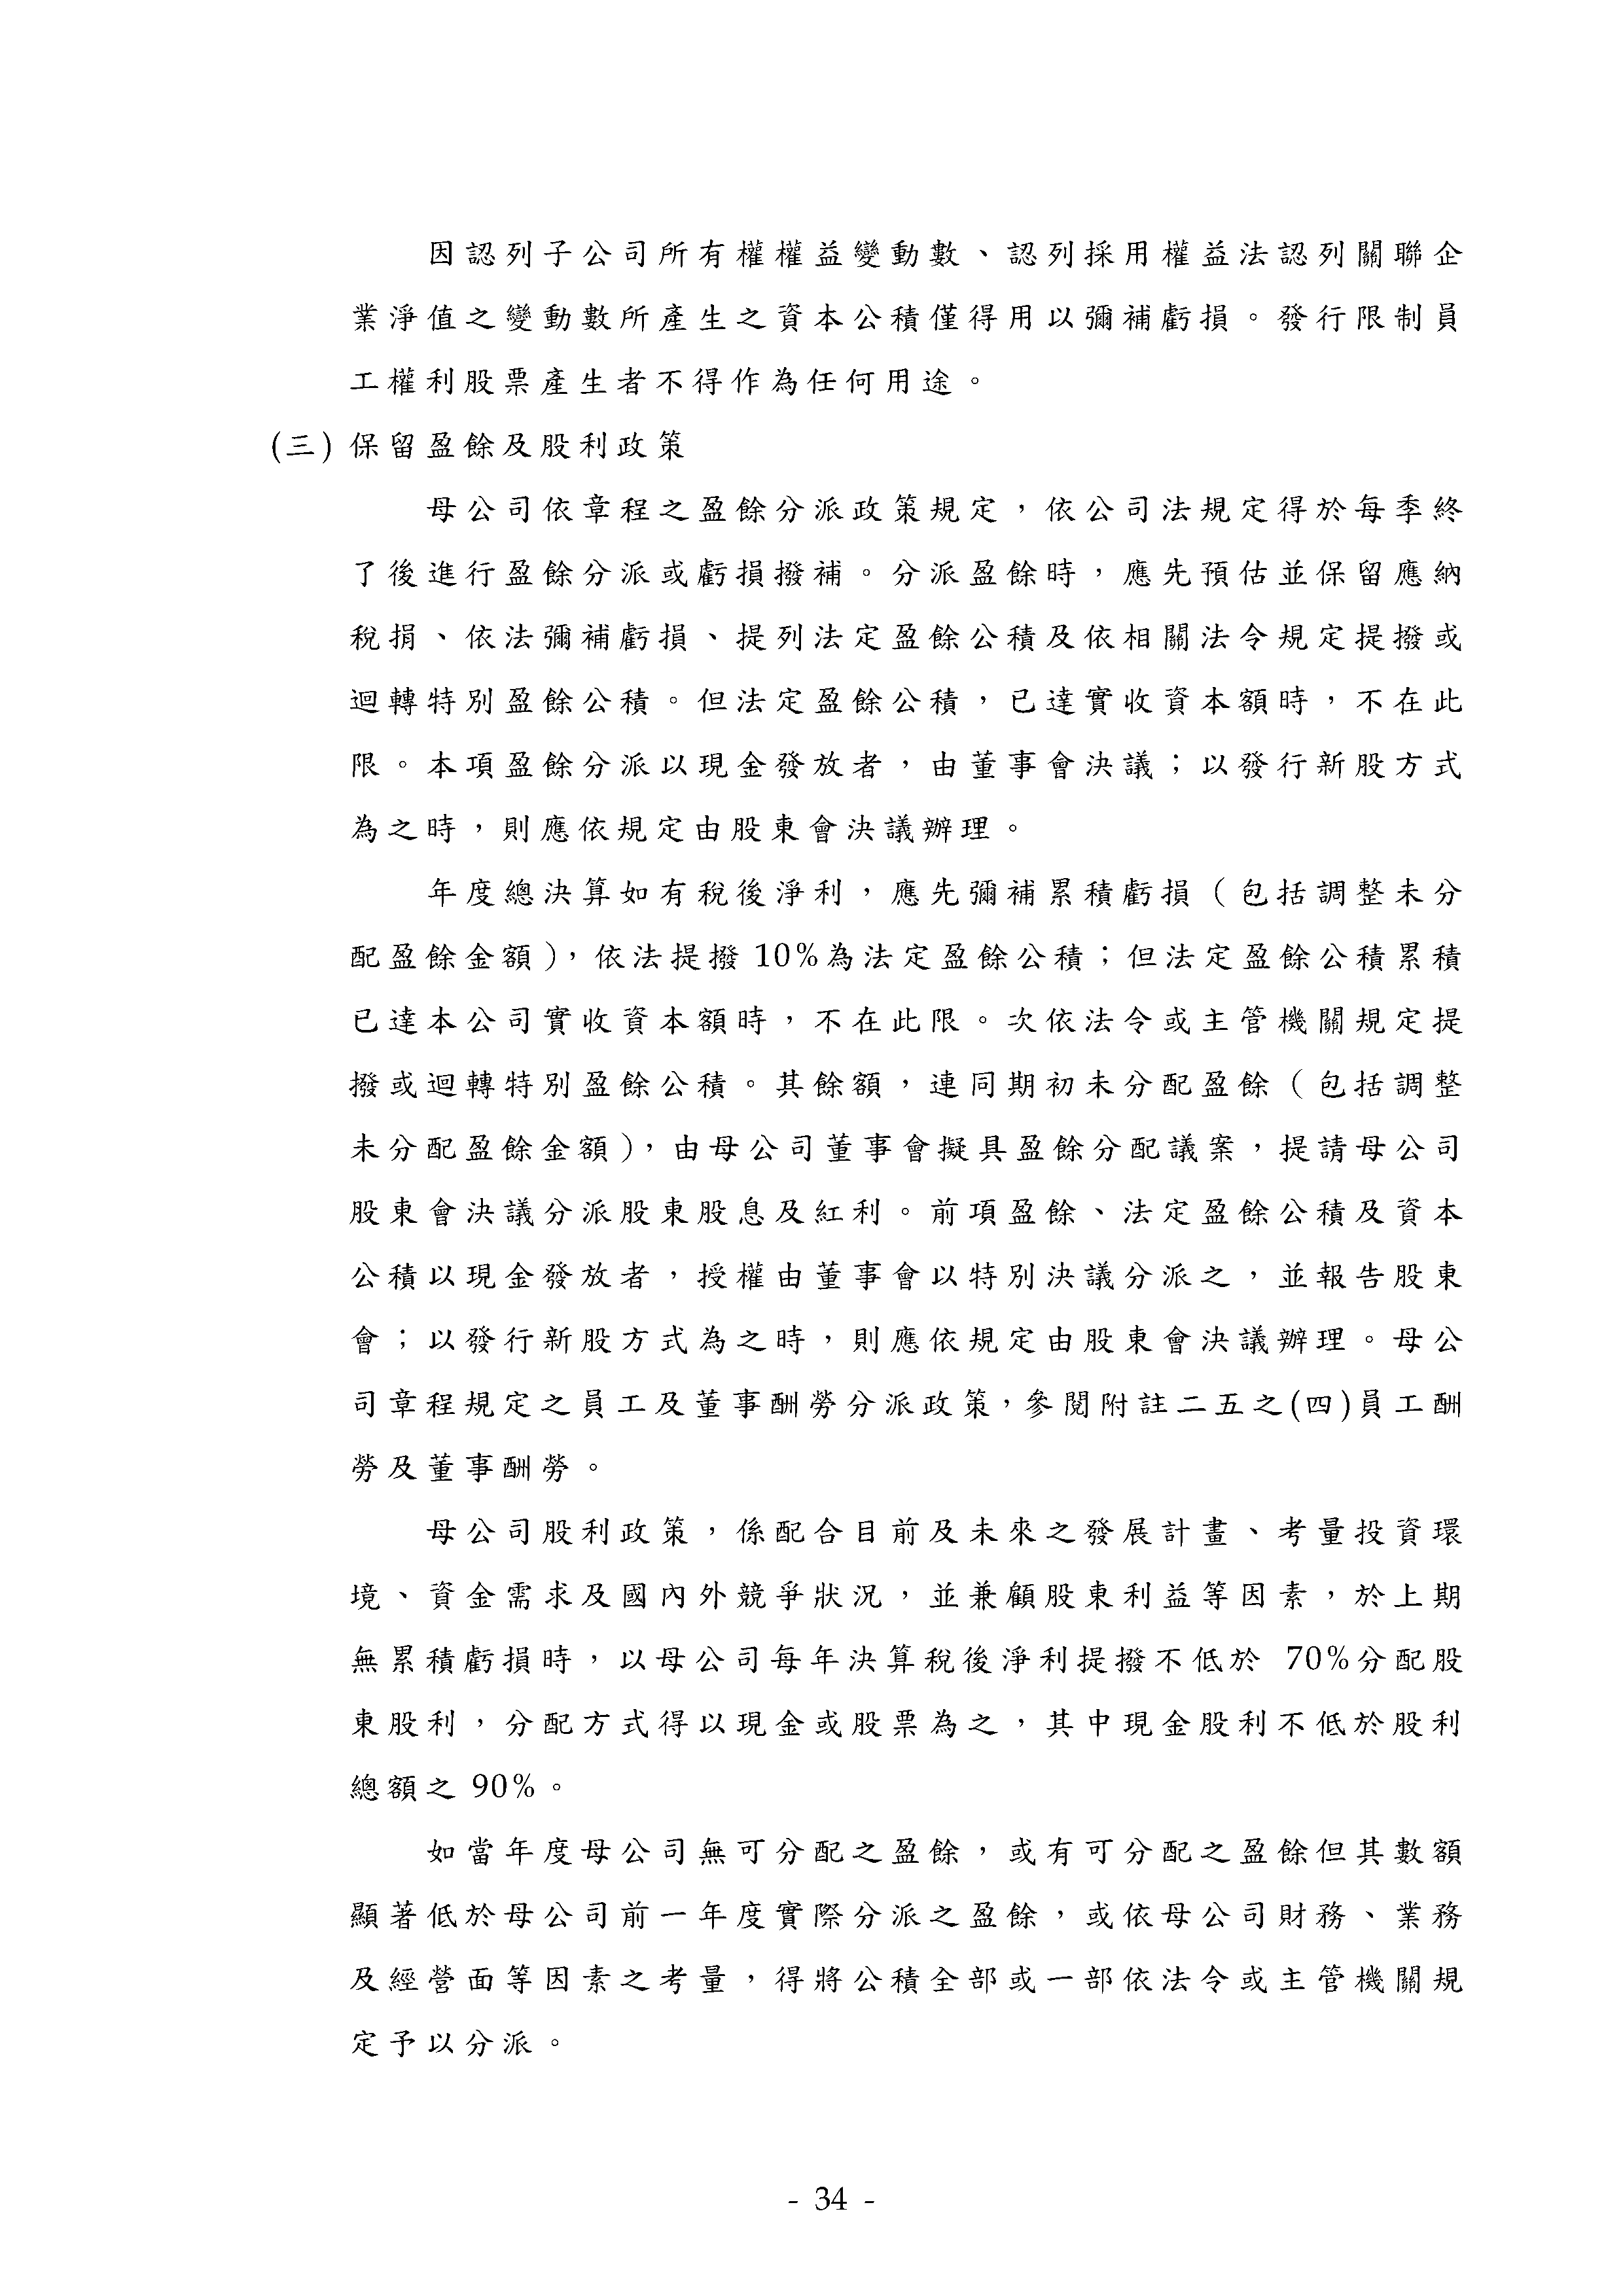 因認列子公司所有權權益變動數、認列採用權益法認列關聯企
業淨值之變動數所產生之資本公積僅得用以彌補虧損。發行限制員
工權利股票產生者不得作為任何用途。
(三) 保留盈餘及股利政策
母公司依章程之盈餘分派政策規定，依公司法規定得於每季終
了後進行盈餘分派或虧損撥補。分派盈餘時，應先預估並保留應納
稅捐、依法彌補虧損、提列法定盈餘公積及依相關法令規定提撥或
迴轉特別盈餘公積。但法定盈餘公積，已達實收資本額時，不在此
限。本項盈餘分派以現金發放者，由董事會決議；以發行新股方式
為之時，則應依規定由股東會決議辦理。
年度總決算如有稅後淨利，應先彌補累積虧損（包括調整未分
配盈餘金額），依法提撥 10%為法定盈餘公積；但法定盈餘公積累積
已達本公司實收資本額時，不在此限。次依法令或主管機關規定提
撥或迴轉特別盈餘公積。其餘額，連同期初未分配盈餘（包括調整
未分配盈餘金額），由母公司董事會擬具盈餘分配議案，提請母公司
股東會決議分派股東股息及紅利。前項盈餘、法定盈餘公積及資本
公積以現金發放者，授權由董事會以特別決議分派之，並報告股東
會；以發行新股方式為之時，則應依規定由股東會決議辦理。母公
司章程規定之員工及董事酬勞分派政策，參閱附註二五之(四)員工酬
勞及董事酬勞。
母公司股利政策，係配合目前及未來之發展計畫、考量投資環
境、資金需求及國內外競爭狀況，並兼顧股東利益等因素，於上期
無累積虧損時，以母公司每年決算稅後淨利提撥不低於 70%分配股
東股利，分配方式得以現金或股票為之，其中現金股利不低於股利
總額之 90%。
如當年度母公司無可分配之盈餘，或有可分配之盈餘但其數額
顯著低於母公司前一年度實際分派之盈餘，或依母公司財務、業務
及經營面等因素之考量，得將公積全部或一部依法令或主管機關規
定予以分派。
- 34 -